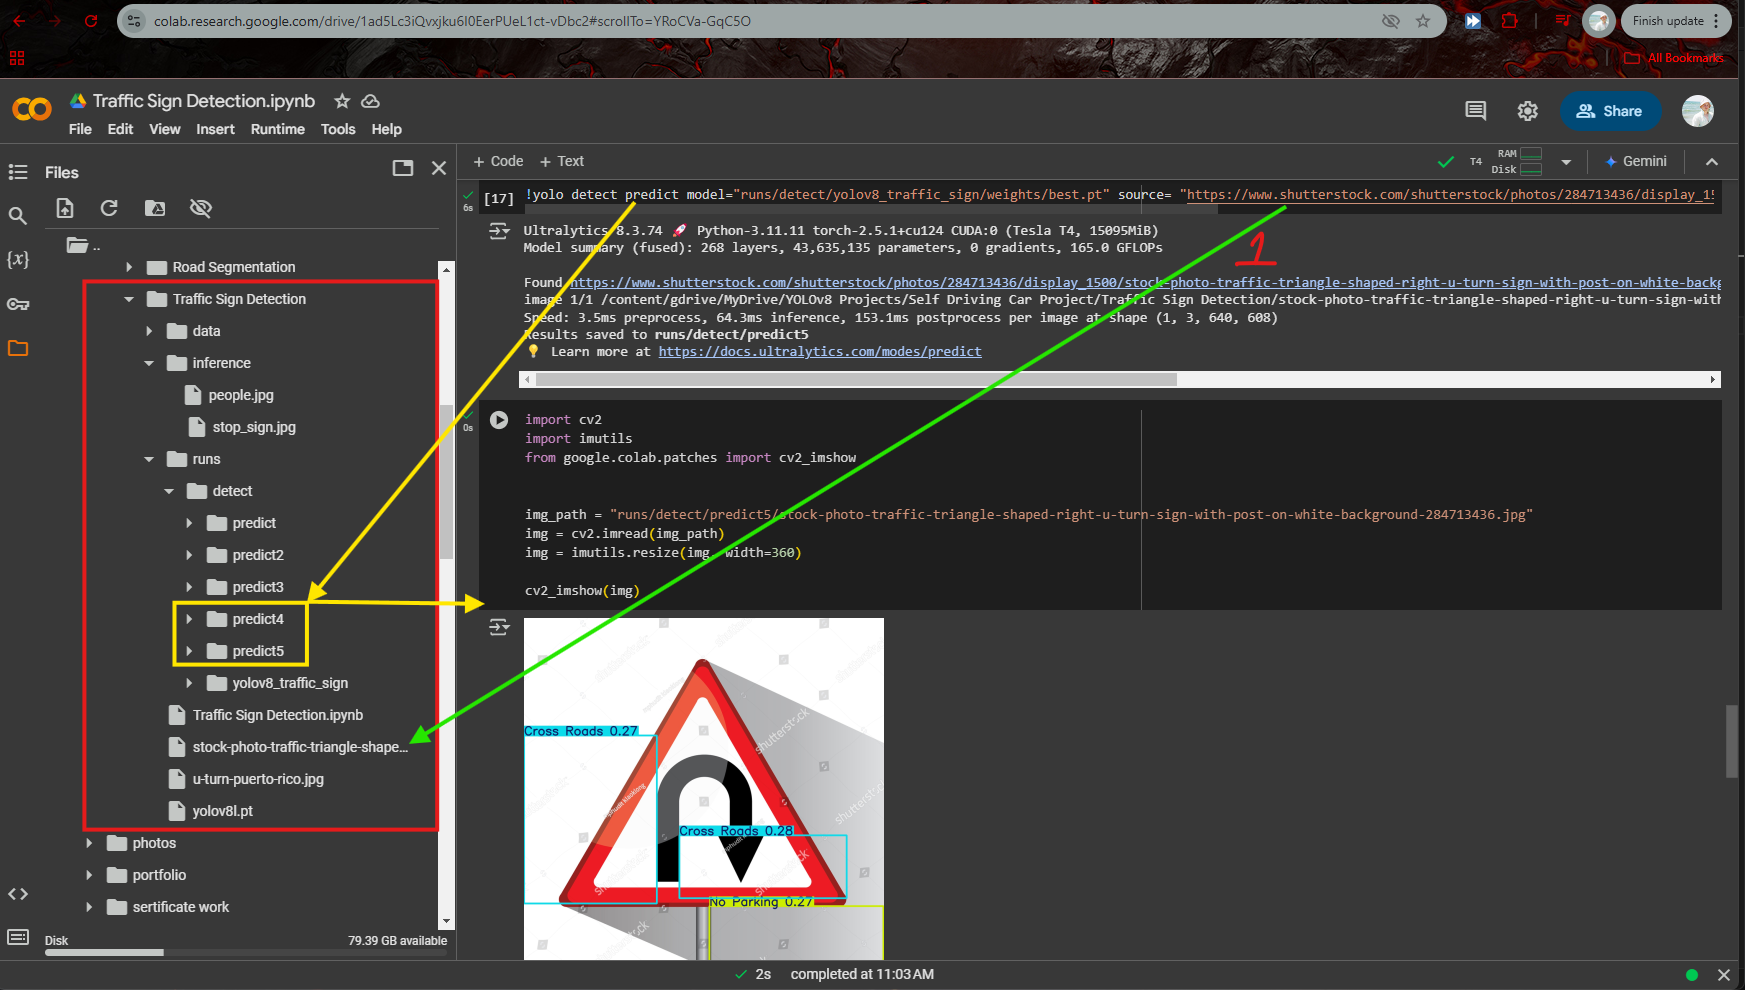 colab.research.google.com/drive/1ad5Lc3iQvxjku6I0EerPUeL1ct-vDbc2#scrollTo=YRoCVa-GqC5O
Finish update
All Bookmarks
Traffic Sign Detection.ipynb
File Edit View Insert Runtime Tools Help
Share
Files
+ Code + Text
T4 RAM
Disk
Gemini
..
Road Segmentation
Traffic Sign Detection
data
inference
people.jpg
stop_sign.jpg
runs
detect
predict
predict2
predict3
predict4
predict5
yolov8_traffic_sign
Traffic Sign Detection.ipynb
stock-photo-traffic-triangle-shape...
u-turn-puerto-rico.jpg
yolov8l.pt
photos
portfolio
sertificate work
Disk 79.39 GB available
6s
[17] !yolo detect predict model="runs/detect/yolov8_traffic_sign/weights/best.pt" source= "https://www.shutterstock.com/shutterstock/photos/284713436/display_15
1
Ultralytics 8.3.74 🚀 Python-3.11.11 torch-2.5.1+cu124 CUDA:0 (Tesla T4, 15095MiB)
Model summary (fused): 268 layers, 43,635,135 parameters, 0 gradients, 165.0 GFLOPs
Found https://www.shutterstock.com/shutterstock/photos/284713436/display_1500/stock-photo-traffic-triangle-shaped-right-u-turn-sign-with-post-on-white-backg
image 1/1 /content/gdrive/MyDrive/YOLOv8 Projects/Self Driving Car Project/Traffic Sign Detection/stock-photo-traffic-triangle-shaped-right-u-turn-sign-with
Speed: 3.5ms preprocess, 64.3ms inference, 153.1ms postprocess per image at shape (1, 3, 640, 608)
Results saved to runs/detect/predict5
💡 Learn more at https://docs.ultralytics.com/modes/predict
0s
import cv2
import imutils
from google.colab.patches import cv2_imshow
img_path = "runs/detect/predict5/stock-photo-traffic-triangle-shaped-right-u-turn-sign-with-post-on-white-background-284713436.jpg"
img = cv2.imread(img_path)
img = imutils.resize(img, width=360)
cv2_imshow(img)
Cross Roads 0.27
Cross Roads 0.28
No Parking 0.27
shutterstock
shutterstock
shutterstock
2s completed at 11:03 AM